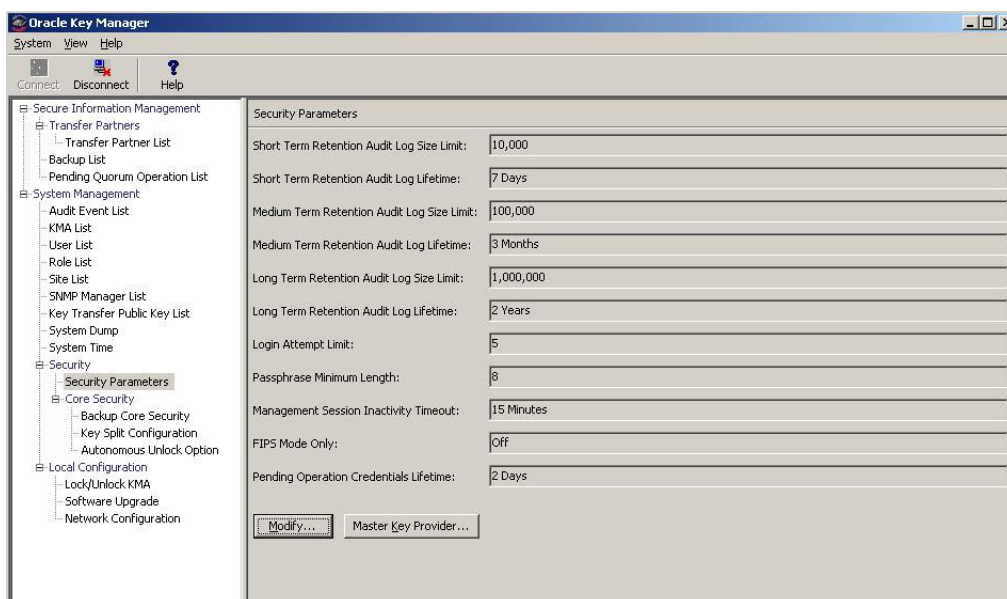 Oracle Key Manager
System View Help
Connect Disconnect Help
Secure Information Management
Transfer Partners
Transfer Partner List
Backup List
Pending Quorum Operation List
System Management
Audit Event List
KMA List
User List
Role List
Site List
SNMP Manager List
Key Transfer Public Key List
System Dump
System Time
Security
Security Parameters
Core Security
Backup Core Security
Key Split Configuration
Autonomous Unlock Option
Local Configuration
Lock/Unlock KMA
Software Upgrade
Network Configuration
Security Parameters
Short Term Retention Audit Log Size Limit: 10,000
Short Term Retention Audit Log Lifetime: 7 Days
Medium Term Retention Audit Log Size Limit: 100,000
Medium Term Retention Audit Log Lifetime: 3 Months
Long Term Retention Audit Log Size Limit: 1,000,000
Long Term Retention Audit Log Lifetime: 2 Years
Login Attempt Limit: 5
Passphrase Minimum Length: 8
Management Session Inactivity Timeout: 15 Minutes
FIPS Mode Only: Off
Pending Operation Credentials Lifetime: 2 Days
Modify... Master Key Provider...